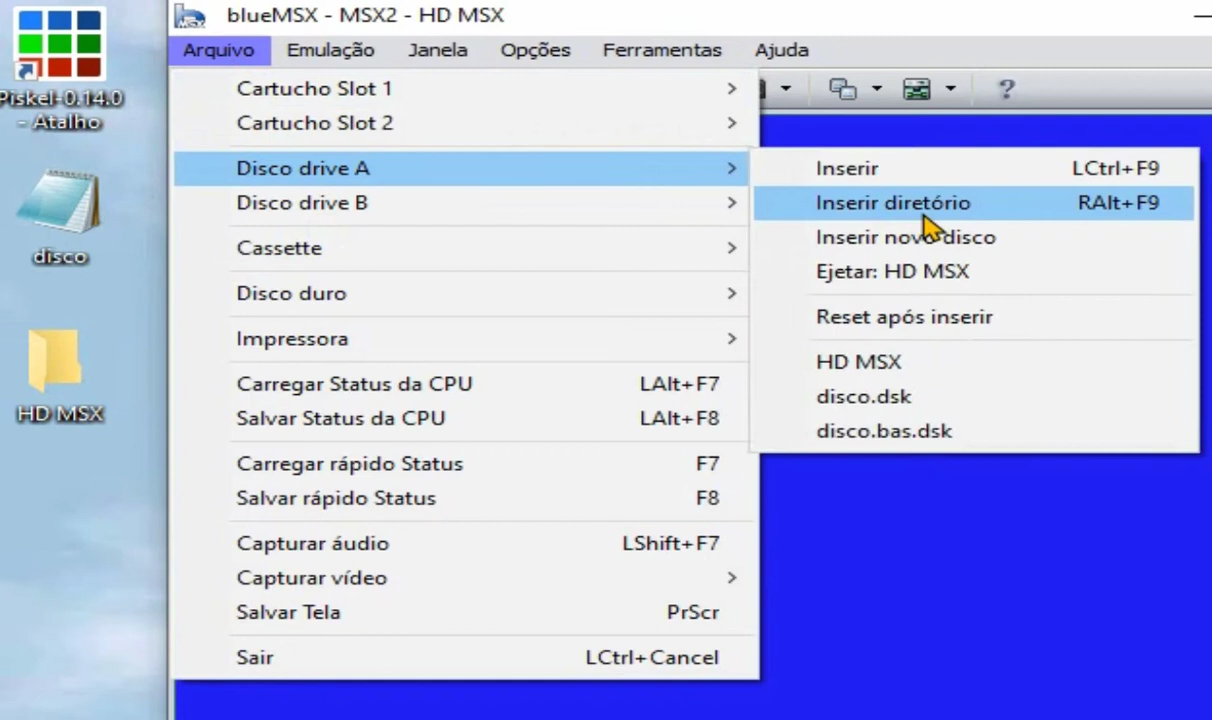 blueMSX - MSX2 - HD MSX
Arquivo Emulação Janela Opções Ferramentas Ajuda
Piskel-0.14.0
- Atalho
disco
HD MSX
Cartucho Slot 1
Cartucho Slot 2
Disco drive A
Disco drive B
Cassette
Disco duro
Impressora
Carregar Status da CPU LAlt+F7
Salvar Status da CPU LAlt+F8
Carregar rápido Status F7
Salvar rápido Status F8
Capturar áudio LShift+F7
Capturar vídeo
Salvar Tela PrScr
Sair LCtrl+Cancel
Inserir LCtrl+F9
Inserir diretório RAlt+F9
Inserir novo disco
Ejetar: HD MSX
Reset após inserir
HD MSX
disco.dsk
disco.bas.dsk